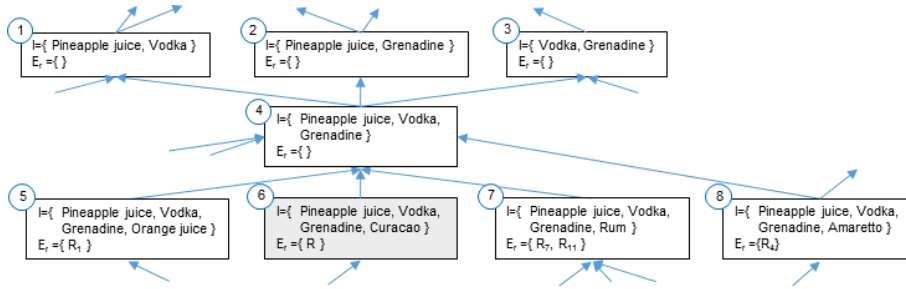 1
I={ Pineapple juice, Vodka }
Eᵣ ={ }
2
I={ Pineapple juice, Grenadine }
Eᵣ ={ }
3
I={ Vodka, Grenadine }
Eᵣ ={ }
4
I={ Pineapple juice, Vodka,
Grenadine }
Eᵣ ={ }
5
I={ Pineapple juice, Vodka,
Grenadine, Orange juice }
Eᵣ ={ R₁ }
6
I={ Pineapple juice, Vodka,
Grenadine, Curacao }
Eᵣ ={ R }
7
I={ Pineapple juice, Vodka,
Grenadine, Rum }
Eᵣ ={ R₇, R₁₁ }
8
I={ Pineapple juice, Vodka,
Grenadine, Amaretto }
Eᵣ ={R₄}